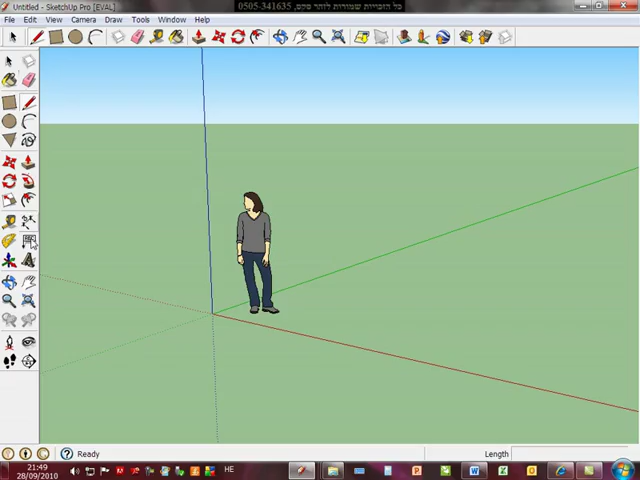 Untitled - SketchUp Pro [EVAL]
כל הזכויות שמורות לזהר סקס, 0505-341635
File Edit View Camera Draw Tools Window Help
Ready
Length
21:49
28/09/2010
HE